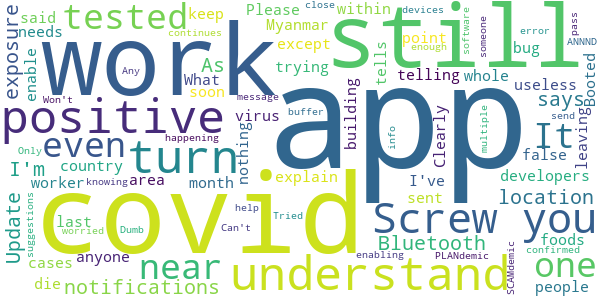 said
needs
tested
As
soon
keep
Please
within
Myanmar
except
trying
What
still
close
devices
point
bug
tells
enough
software
someone
error
ANNND
pass
continues
exposure
enable
work
Any
telling
whole
useless
Booted
Won't
message
positive
virus
buffer
building
Clearly
says
It
leaving
happening
even
turn
nothing
app
info
multiple
send
false
Only
I'm
country
developers
worker
area
month
knowing
explain
I've
sent
location
Update
suggestions
last
worried
covid
help
Tried
Can't
Screw
you
foods
confirmed
anyone
near
Bluetooth
PLANdemic
SCAMdemic
one
cases
Dumb
die
notifications
understand
enabling
people